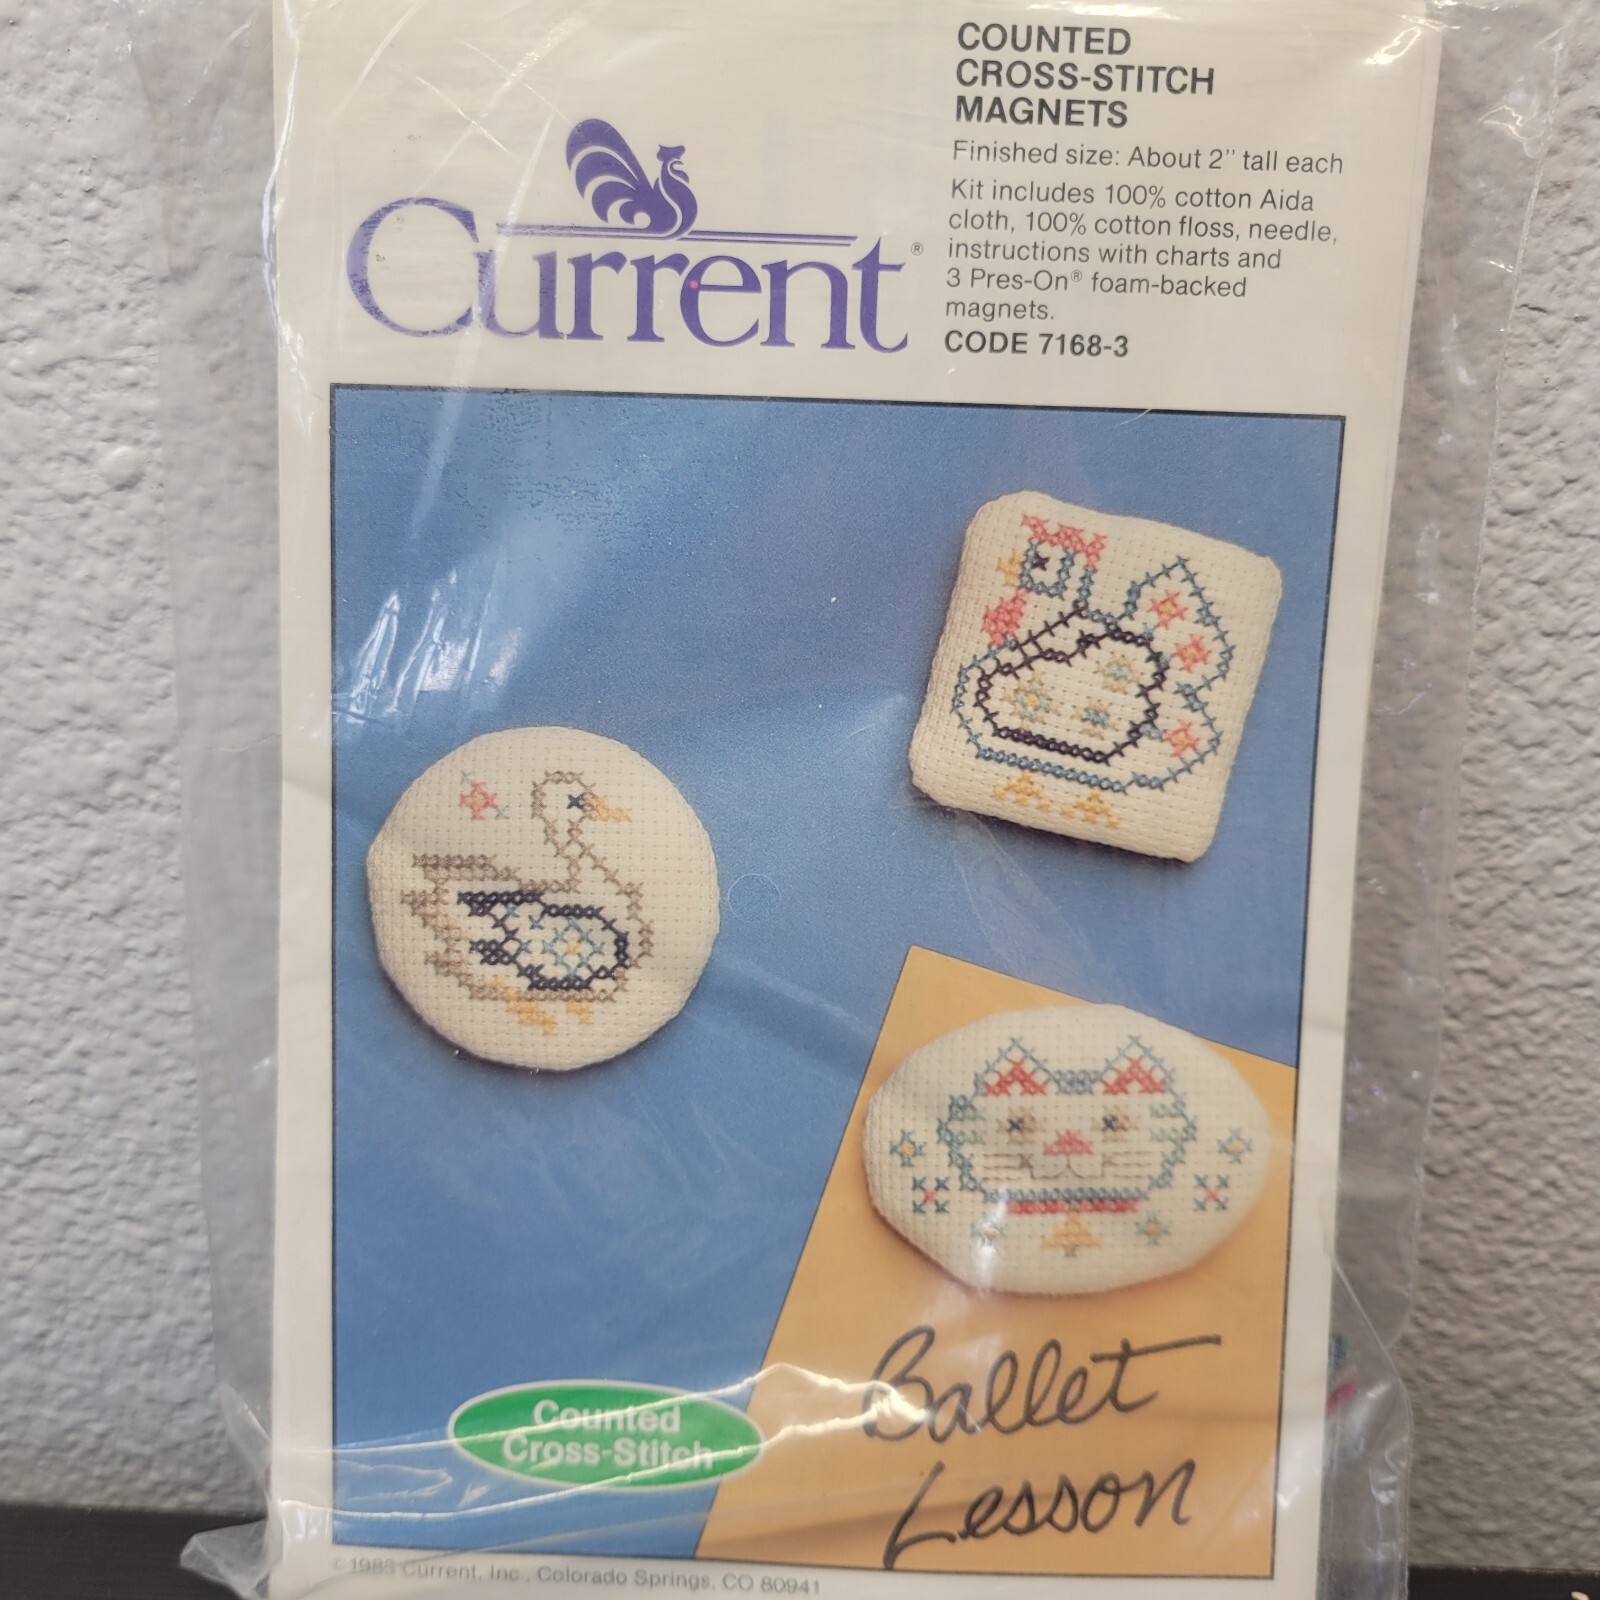 COUNTED
CROSS-STITCH
MAGNETS
Finished size: About 2" tall each
Kit includes 100% cotton Aida
cloth, 100% cotton floss, needle,
instructions with charts and
3 Pres-On® foam-backed
magnets.
CODE 7168-3
Current®
Counted
Cross-Stitch
Ballet
Lesson
© 1983 Current, Inc., Colorado Springs, CO 80941